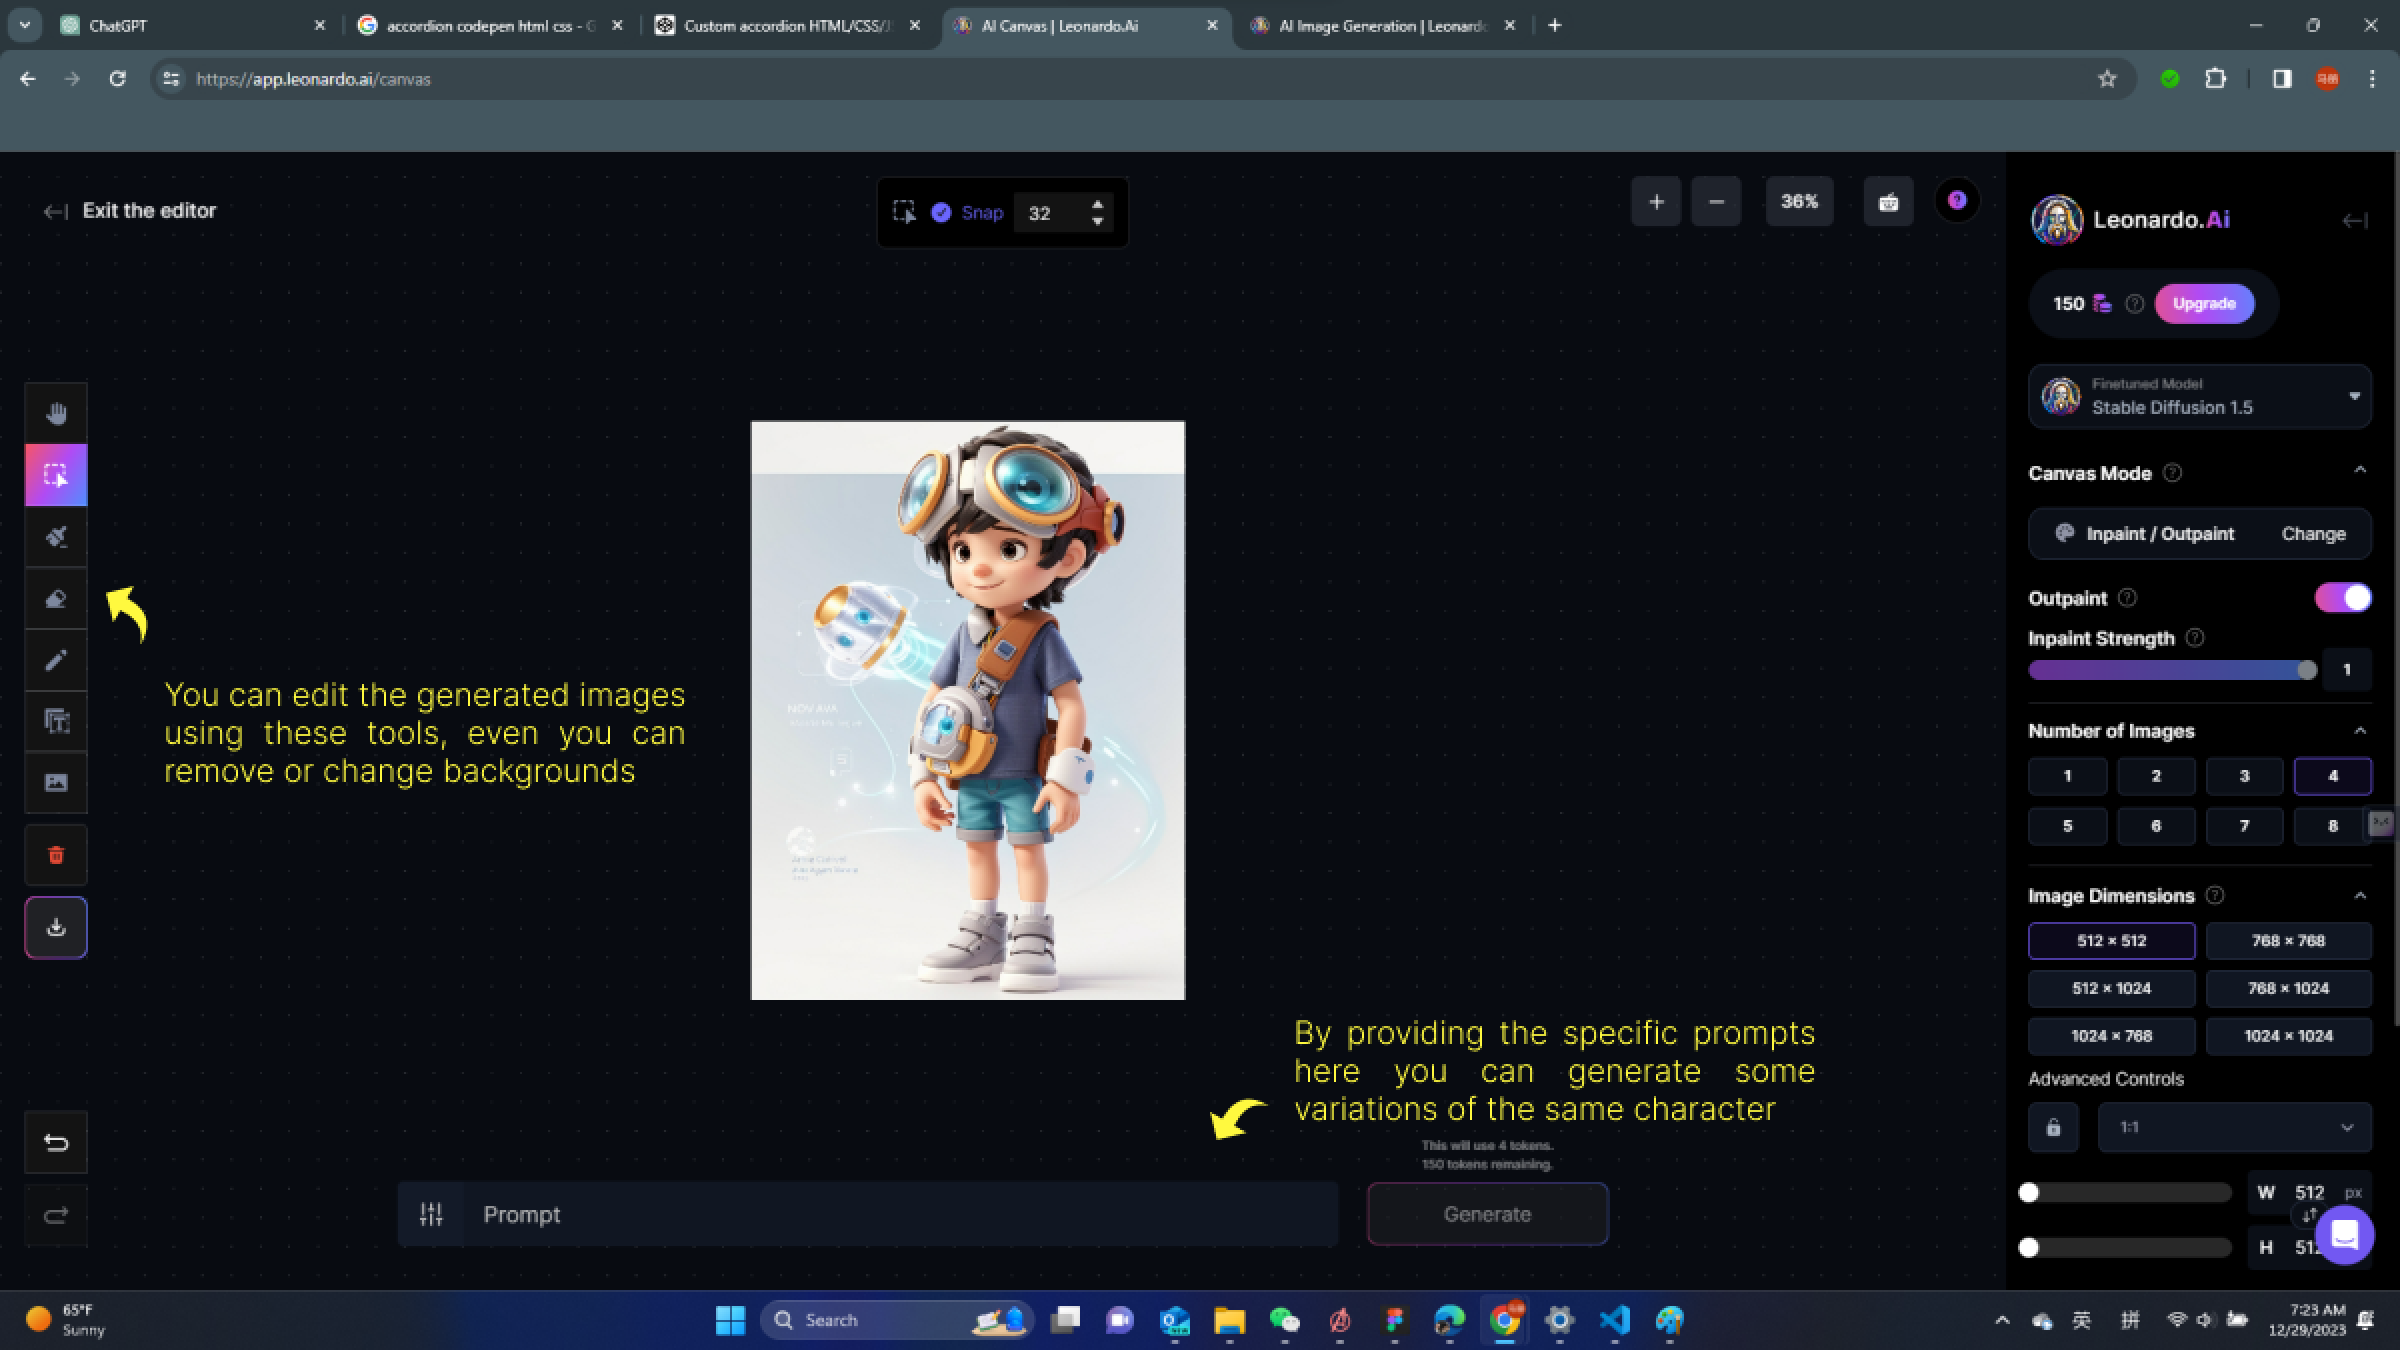 ChatGPT
accordion codepen html css - G
Custom accordion HTML/CSS/J
AI Canvas | Leonardo.Ai
AI Image Generation | Leonardo
https://app.leonardo.ai/canvas
Exit the editor
Snap
32
36%
Leonardo.Ai
150
Upgrade
Finetuned Model
Stable Diffusion 1.5
Canvas Mode
Inpaint / Outpaint Change
Outpaint
Inpaint Strength
1
Number of Images
1 2 3 4
5 6 7 8
Image Dimensions
512 × 512 768 × 768
512 × 1024 768 × 1024
1024 × 768 1024 × 1024
Advanced Controls
1:1
W 512 px
H 512
You can edit the generated images
using these tools, even you can
remove or change backgrounds
By providing the specific prompts
here you can generate some
variations of the same character
This will use 4 tokens.
150 tokens remaining.
Prompt
Generate
65°F
Sunny
Search
英 拼
7:23 AM
12/29/2023